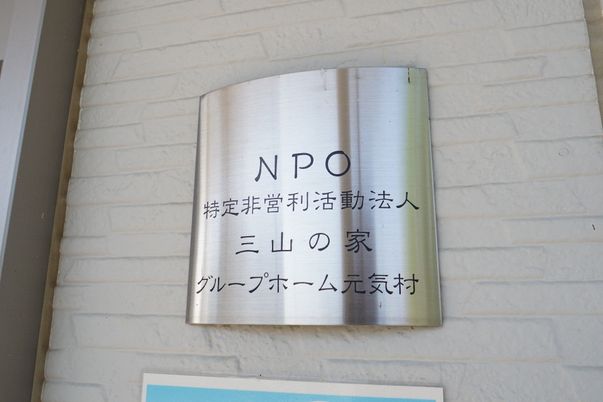 NPO
特定非営利活動法人
三山の家
グループホーム元気村